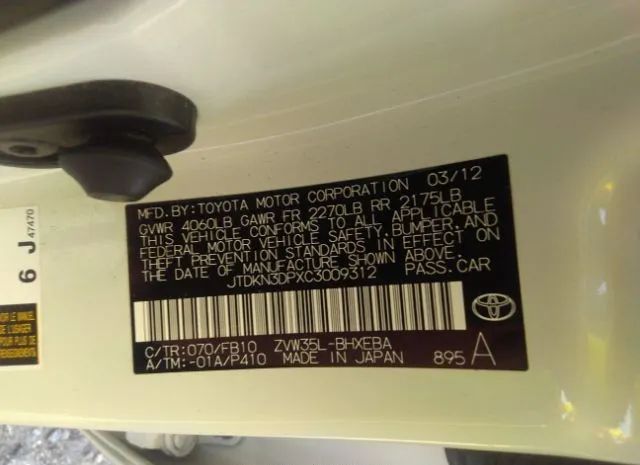 MFD. BY: TOYOTA MOTOR CORPORATION 03/12
GVWR 4060LB GAWR FR 2270LB RR 2175LB
THIS VEHICLE CONFORMS TO ALL APPLICABLE
FEDERAL MOTOR VEHICLE SAFETY, BUMPER, AND
THEFT PREVENTION STANDARDS IN EFFECT ON
THE DATE OF MANUFACTURE SHOWN ABOVE.
JTDKN3DPXC3009312 PASS. CAR
C/TR: 070/FB10 ZVW35L-BHXEBA
A/TM: -01A/P410 MADE IN JAPAN 895 A
6 J 47470
TOYOTA